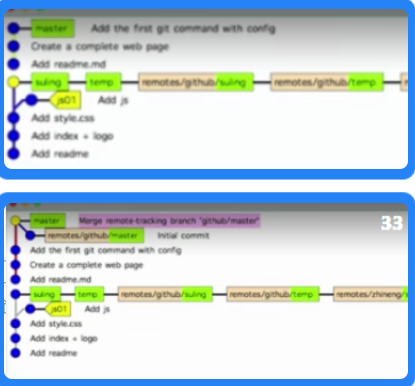 master Add the first git command with config
Create a complete web page
Add readme.md
suling temp remotes/github/suling remotes/github/temp
js01 Add js
Add style.css
Add index + logo
Add readme
master Merge remote-tracking branch "github/master"
33
remotes/github/master Initial commit
Add the first git command with config
Create a complete web page
Add readme.md
suling temp remotes/github/suling remotes/github/temp remotes/zhineng/
js01 Add js
Add style.css
Add index + logo
Add readme